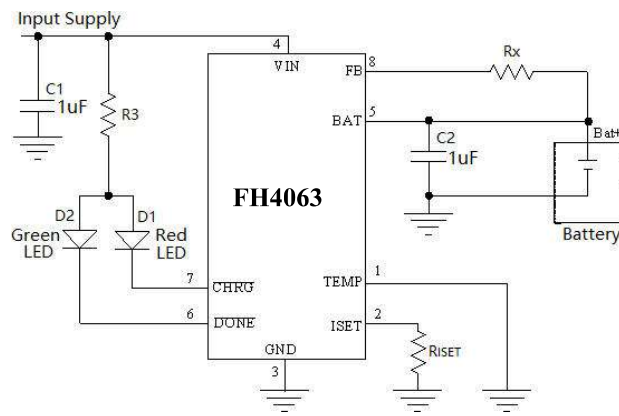 Input Supply
4
VIN
FB
8
Rx
C1
1uF
R3
BAT
5
C2
1uF
Bat+
FH4063
D2
D1
Green
LED
Red
LED
Battery
7
CHRG
TEMP
1
6
DONE
ISET
2
GND
3
RISET